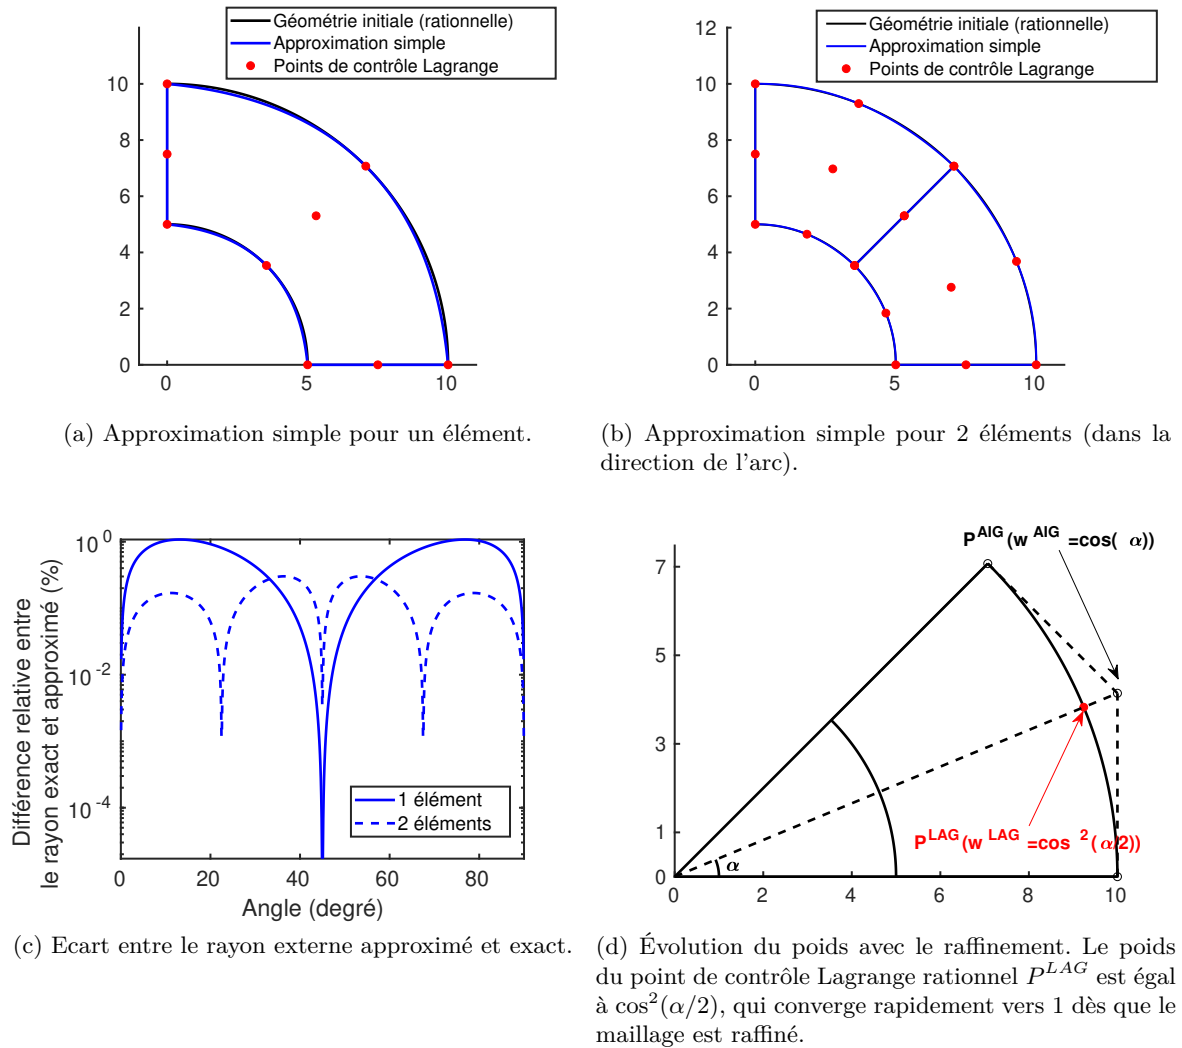 Géométrie initiale (rationnelle)
Approximation simple
Points de contrôle Lagrange
10
8
6
4
2
0
0
5
10
(a) Approximation simple pour un élément.
Géométrie initiale (rationnelle)
Approximation simple
Points de contrôle Lagrange
12
10
8
6
4
2
0
0
5
10
(b) Approximation simple pour 2 éléments (dans la
direction de l'arc).
Différence relative entre
le rayon exact et approximé (%)
10^0
10^-2
10^-4
1 élément
2 éléments
0
20
40
60
80
Angle (degré)
(c) Ecart entre le rayon externe approximé et exact.
P^AIG (w^AIG =cos( α))
7
5
3
1
0
P^LAG (w^LAG =cos^2 (α/2))
α
0
2
4
6
8
10
(d) Évolution du poids avec le raffinement. Le poids
du point de contrôle Lagrange rationnel P^LAG est égal
à cos^2(α/2), qui converge rapidement vers 1 dès que le
maillage est raffiné.